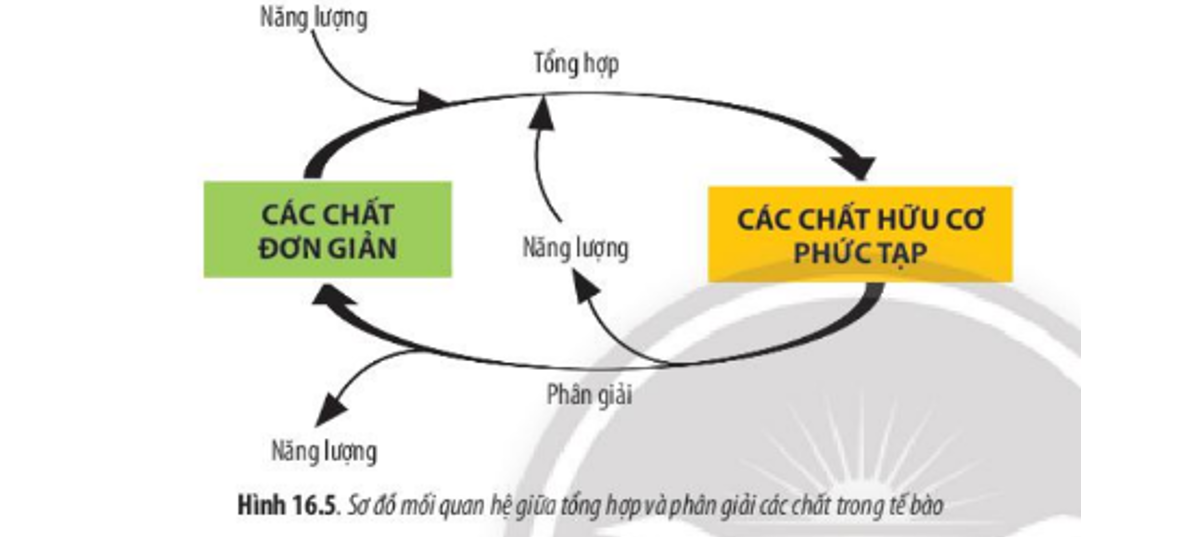 Năng lượng
Tổng hợp
CÁC CHẤT
ĐƠN GIẢN
CÁC CHẤT HỮU CƠ
PHỨC TẠP
Năng lượng
Phân giải
Năng lượng
Hình 16.5. Sơ đồ mối quan hệ giữa tổng hợp và phân giải các chất trong tế bào